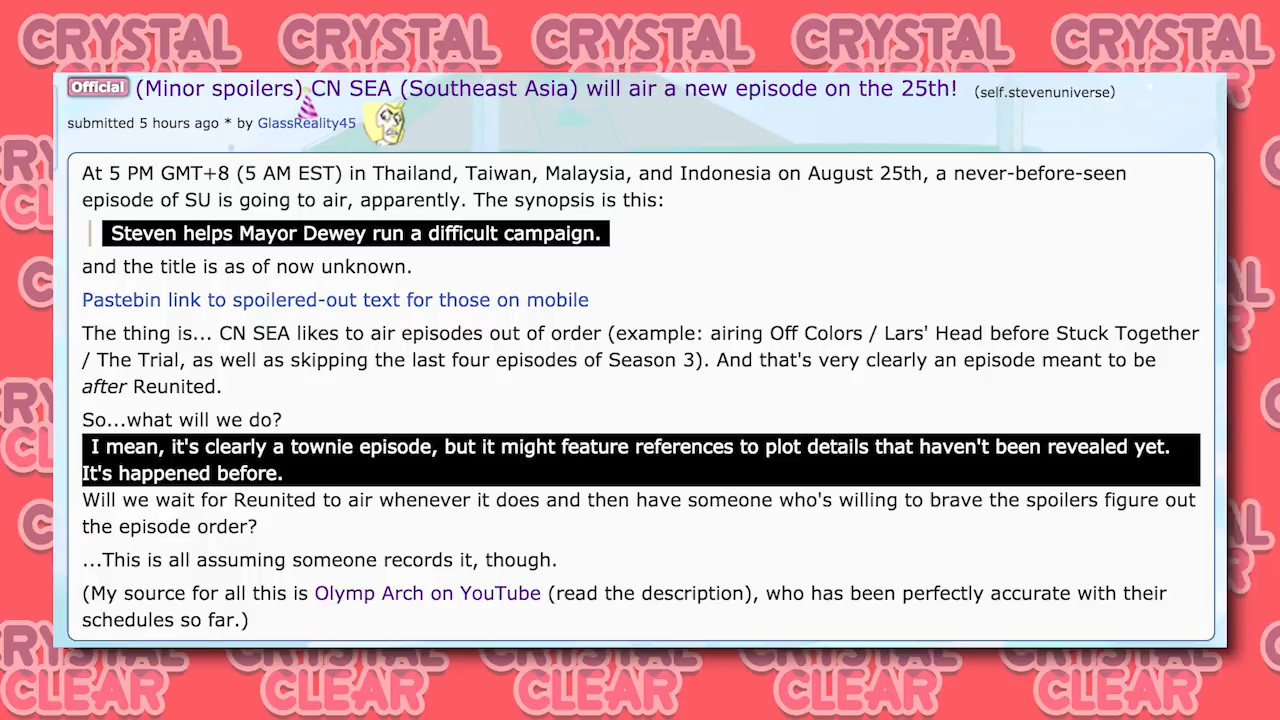 CRYSTAL CRYSTAL CRYSTAL CRYSTAL CRYSTAL
Official (Minor spoilers) CN SEA (Southeast Asia) will air a new episode on the 25th! (self.stevenuniverse)
submitted 5 hours ago * by GlassReality45
At 5 PM GMT+8 (5 AM EST) in Thailand, Taiwan, Malaysia, and Indonesia on August 25th, a never-before-seen
episode of SU is going to air, apparently. The synopsis is this:
Steven helps Mayor Dewey run a difficult campaign.
and the title is as of now unknown.
Pastebin link to spoilered-out text for those on mobile
The thing is... CN SEA likes to air episodes out of order (example: airing Off Colors / Lars' Head before Stuck Together
/ The Trial, as well as skipping the last four episodes of Season 3). And that's very clearly an episode meant to be
after Reunited.
So...what will we do?
I mean, it's clearly a townie episode, but it might feature references to plot details that haven't been revealed yet.
It's happened before.
Will we wait for Reunited to air whenever it does and then have someone who's willing to brave the spoilers figure out
the episode order?
...This is all assuming someone records it, though.
(My source for all this is Olymp Arch on YouTube (read the description), who has been perfectly accurate with their
schedules so far.)
CRYSTAL CRYSTAL CRYSTAL CRYSTAL CRYSTAL
CLEAR CLEAR CLEAR CLEAR CLEAR